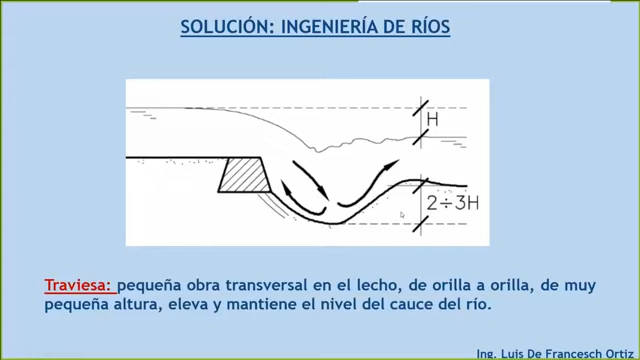 SOLUCIÓN: INGENIERÍA DE RÍOS
H
2÷3H
Traviesa: pequeña obra transversal en el lecho, de orilla a orilla, de muy
pequeña altura, eleva y mantiene el nivel del cauce del río.
Ing. Luis De Francesch Ortiz